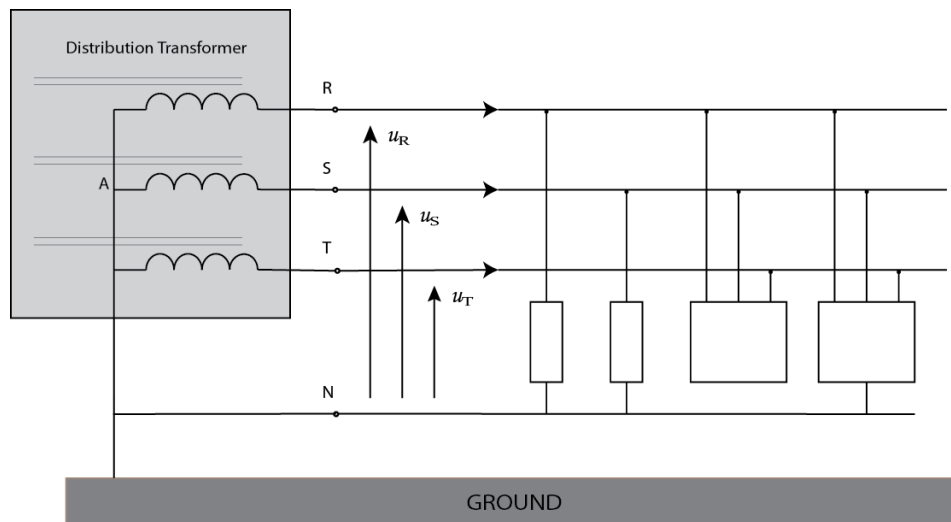 Distribution Transformer
R
u_R
A
S
u_S
T
u_T
N
GROUND